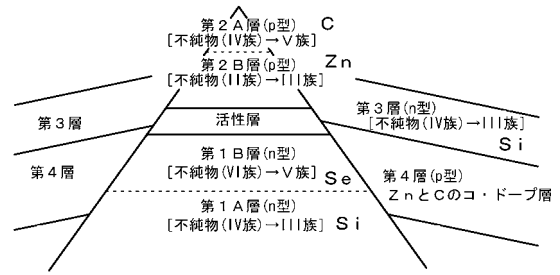 第2A層(p型) C
[不純物(IV族)→V族]
第2B層(p型) Zn
[不純物(II族)→III族]
第3層
活性層
第3層(n型)
[不純物(IV族)→III族]
Si
第4層
第1B層(n型)
[不純物(VI族)→V族] Se
第4層(p型)
ZnとCのコ・ドープ層
第1A層(n型)
[不純物(IV族)→III族] Si